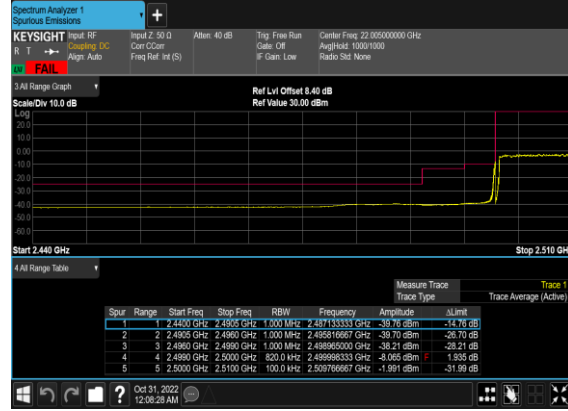 Spectrum Analyzer 1
Spurious Emissions
+
KEYSIGHT Input: RF Input Z: 50 Ω Atten: 40 dB Trig: Free Run Center Freq: 22.005000000 GHz
R T Coupling: DC Corr CCorr Gate: Off Avg|Hold: 1000/1000
Align: Auto Freq Ref: Int (S) IF Gain: Low Radio Std: None
LXI FAIL
3 All Range Graph
Ref Lvl Offset 8.40 dB
Scale/Div 10.0 dB Ref Value 30.00 dBm
Log
20.0
10.0
0.00
-10.0
-20.0
-30.0
-40.0
-50.0
-60.0
Start 2.440 GHz Stop 2.510 GH
4 All Range Table
Measure Trace Trace 1
Trace Type Trace Average (Active)
Spur Range Start Freq Stop Freq RBW Frequency Amplitude ΔLimit
1 1 2.4400 GHz 2.4905 GHz 1.000 MHz 2.487133333 GHz -39.76 dBm -14.76 dB
2 2 2.4905 GHz 2.4960 GHz 1.000 MHz 2.495816667 GHz -39.70 dBm -26.70 dB
3 3 2.4960 GHz 2.4990 GHz 1.000 MHz 2.498965000 GHz -38.21 dBm -28.21 dB
4 4 2.4990 GHz 2.5000 GHz 820.0 kHz 2.499998333 GHz -8.065 dBm F 1.935 dB
5 5 2.5000 GHz 2.5100 GHz 100.0 kHz 2.509766667 GHz -1.991 dBm -31.99 dB
? Oct 31, 2022
12:08:28 AM